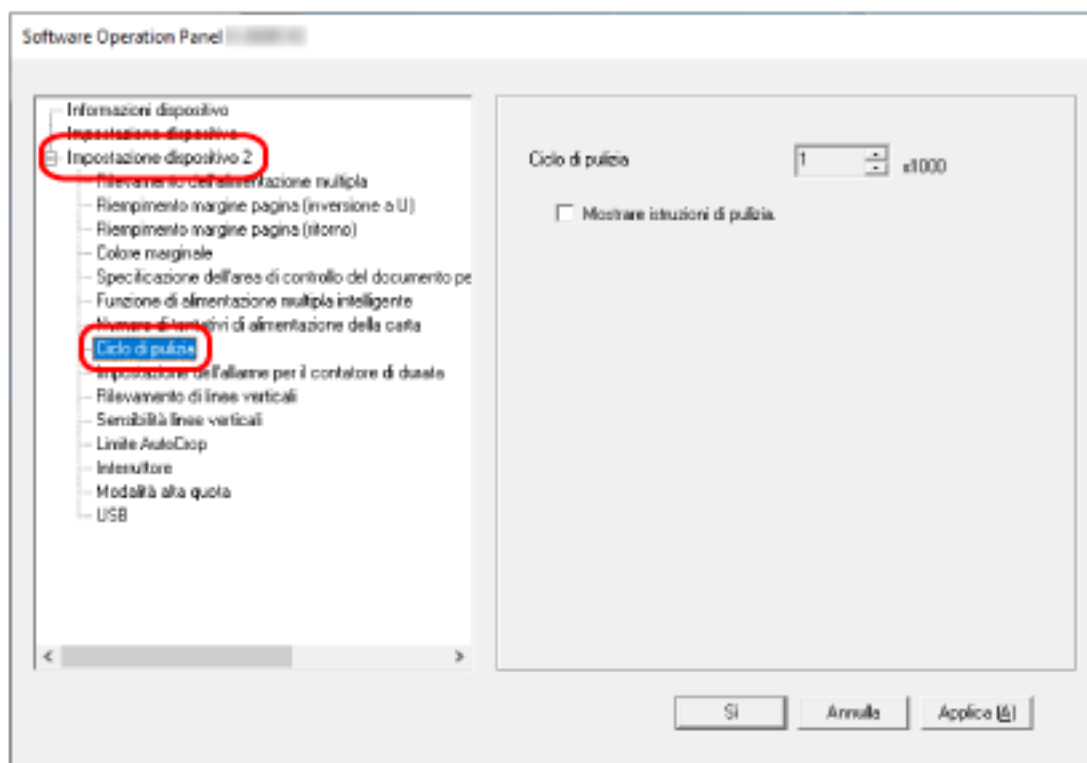 Software Operation Panel
Informazioni dispositivo
Impostazione dispositivo
Impostazione dispositivo 2
Rilevamento dell'alimentazione multipla
Riempimento margine pagina (inversione a U)
Riempimento margine pagina (ritorno)
Colore marginale
Specificazione dell'area di controllo del documento pe
Funzione di alimentazione multipla intelligente
Numero di tentativi di alimentazione della carta
Ciclo di pulizia
Impostazione dell'allarme per il contatore di durata
Rilevamento di linee verticali
Sensibilità linee verticali
Limite AutoCrop
Interruttore
Modalità alta quota
USB
Ciclo di pulizia 1 x1000
Mostrare istruzioni di pulizia.
Sì Annulla Applica (A)